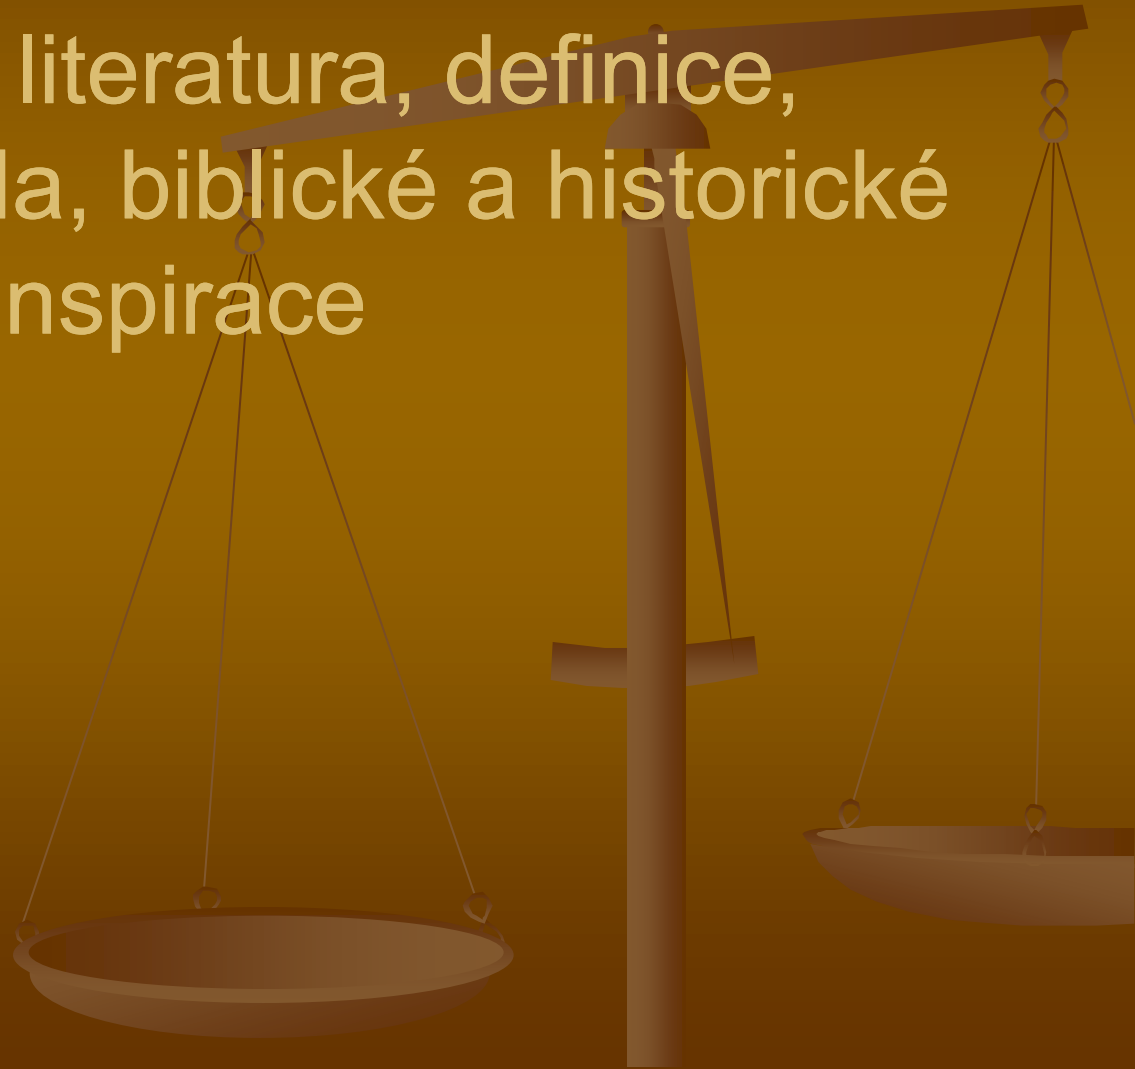 literatura, definice,
la, biblické a historické
nspirace